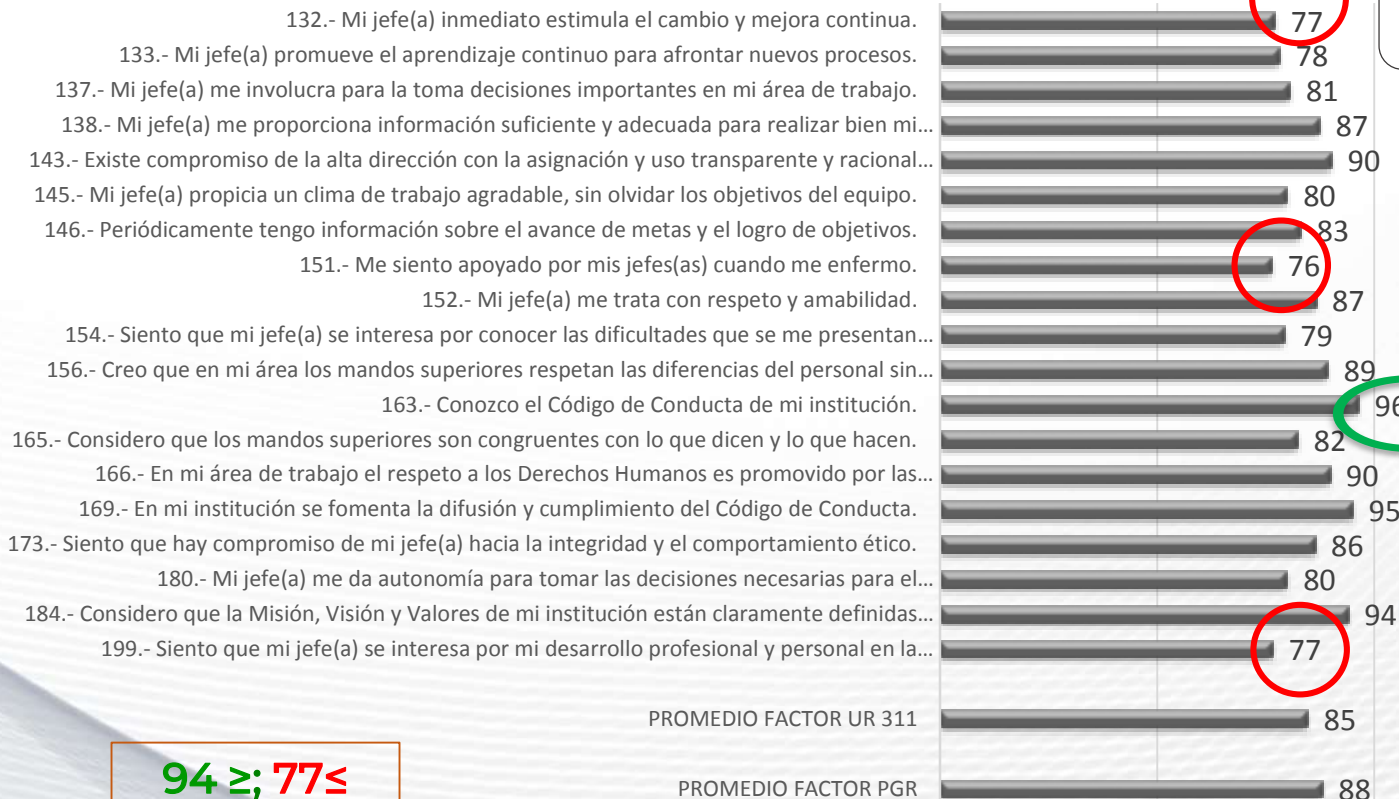 132.- Mi jefe(a) inmediato estimula el cambio y mejora continua. 77
133.- Mi jefe(a) promueve el aprendizaje continuo para afrontar nuevos procesos. 78
137.- Mi jefe(a) me involucra para la toma decisiones importantes en mi área de trabajo. 81
138.- Mi jefe(a) me proporciona información suficiente y adecuada para realizar bien mi… 87
143.- Existe compromiso de la alta dirección con la asignación y uso transparente y racional… 90
145.- Mi jefe(a) propicia un clima de trabajo agradable, sin olvidar los objetivos del equipo. 80
146.- Periódicamente tengo información sobre el avance de metas y el logro de objetivos. 83
151.- Me siento apoyado por mis jefes(as) cuando me enfermo. 76
152.- Mi jefe(a) me trata con respeto y amabilidad. 87
154.- Siento que mi jefe(a) se interesa por conocer las dificultades que se me presentan… 79
156.- Creo que en mi área los mandos superiores respetan las diferencias del personal sin… 89
163.- Conozco el Código de Conducta de mi institución. 96
165.- Considero que los mandos superiores son congruentes con lo que dicen y lo que hacen. 82
166.- En mi área de trabajo el respeto a los Derechos Humanos es promovido por las… 90
169.- En mi institución se fomenta la difusión y cumplimiento del Código de Conducta. 95
173.- Siento que hay compromiso de mi jefe(a) hacia la integridad y el comportamiento ético. 86
180.- Mi jefe(a) me da autonomía para tomar las decisiones necesarias para el… 80
184.- Considero que la Misión, Visión y Valores de mi institución están claramente definidas… 94
199.- Siento que mi jefe(a) se interesa por mi desarrollo profesional y personal en la… 77
PROMEDIO FACTOR UR 311 85
94 ≥; 77≤
PROMEDIO FACTOR PGR 88